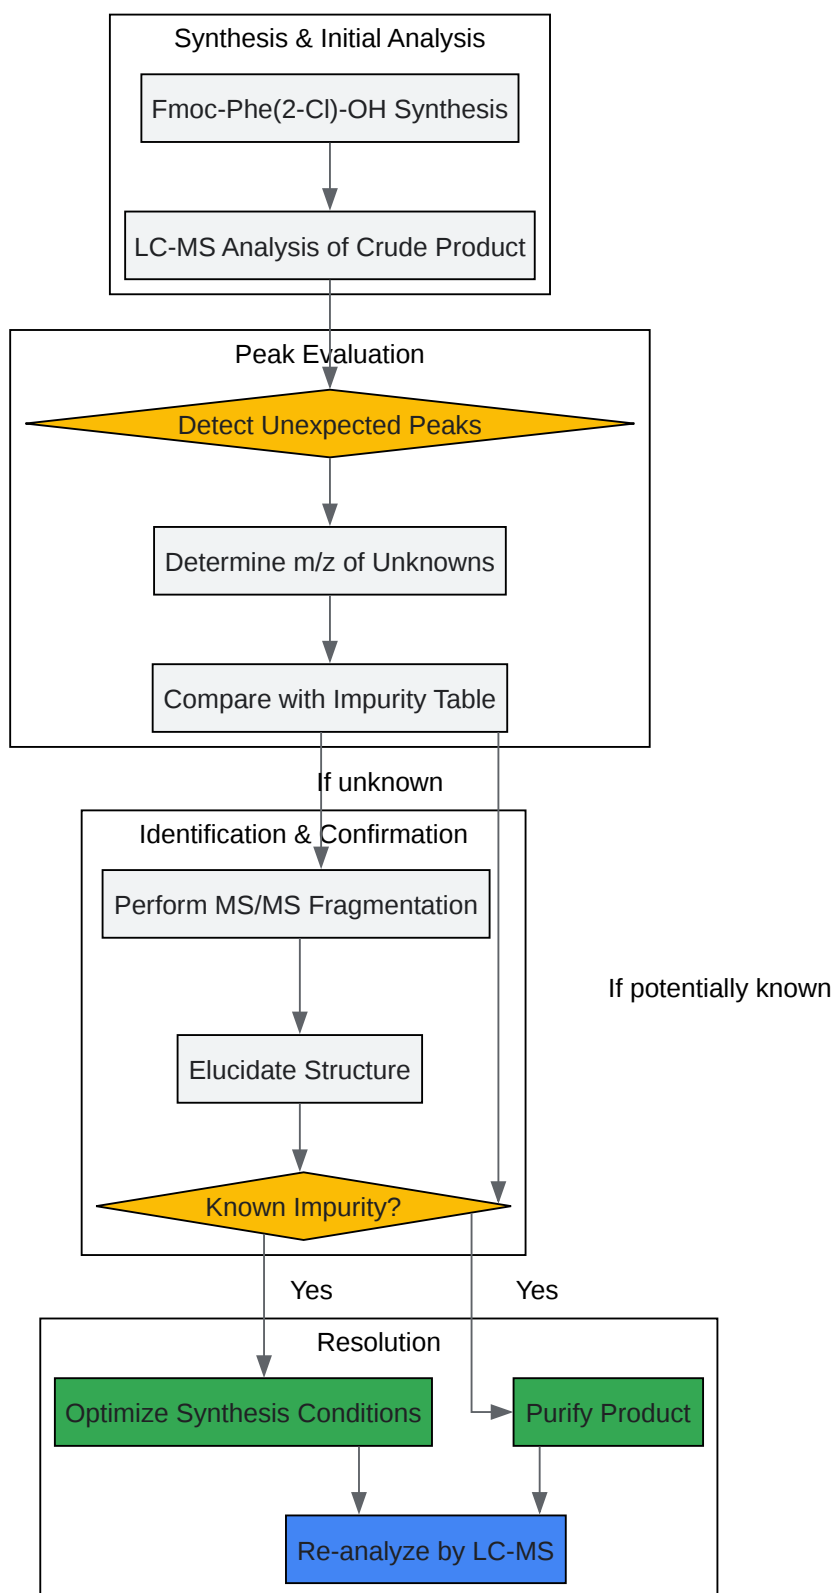 Synthesis & Initial Analysis
Fmoc-Phe(2-Cl)-OH Synthesis
LC-MS Analysis of Crude Product
Peak Evaluation
Detect Unexpected Peaks
Determine m/z of Unknowns
Compare with Impurity Table
If unknown
Identification & Confirmation
Perform MS/MS Fragmentation
If potentially known
Elucidate Structure
Known Impurity?
Yes
Yes
Resolution
Optimize Synthesis Conditions
Purify Product
Re-analyze by LC-MS